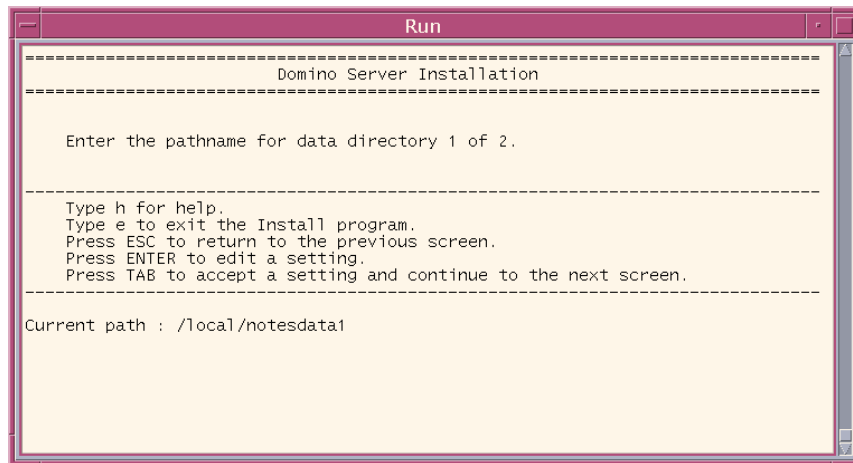 Run
================================================================================
Domino Server Installation
================================================================================
Enter the pathname for data directory 1 of 2.
--------------------------------------------------------------------------------
Type h for help.
Type e to exit the Install program.
Press ESC to return to the previous screen.
Press ENTER to edit a setting.
Press TAB to accept a setting and continue to the next screen.
--------------------------------------------------------------------------------
Current path : /local/notesdata1